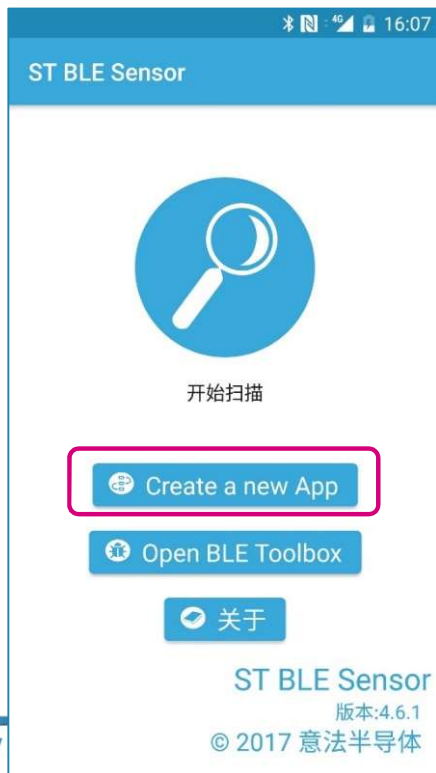 4G 16:07
ST BLE Sensor
开始扫描
Create a new App
Open BLE Toolbox
关于
ST BLE Sensor
版本:4.6.1
© 2017 意法半导体